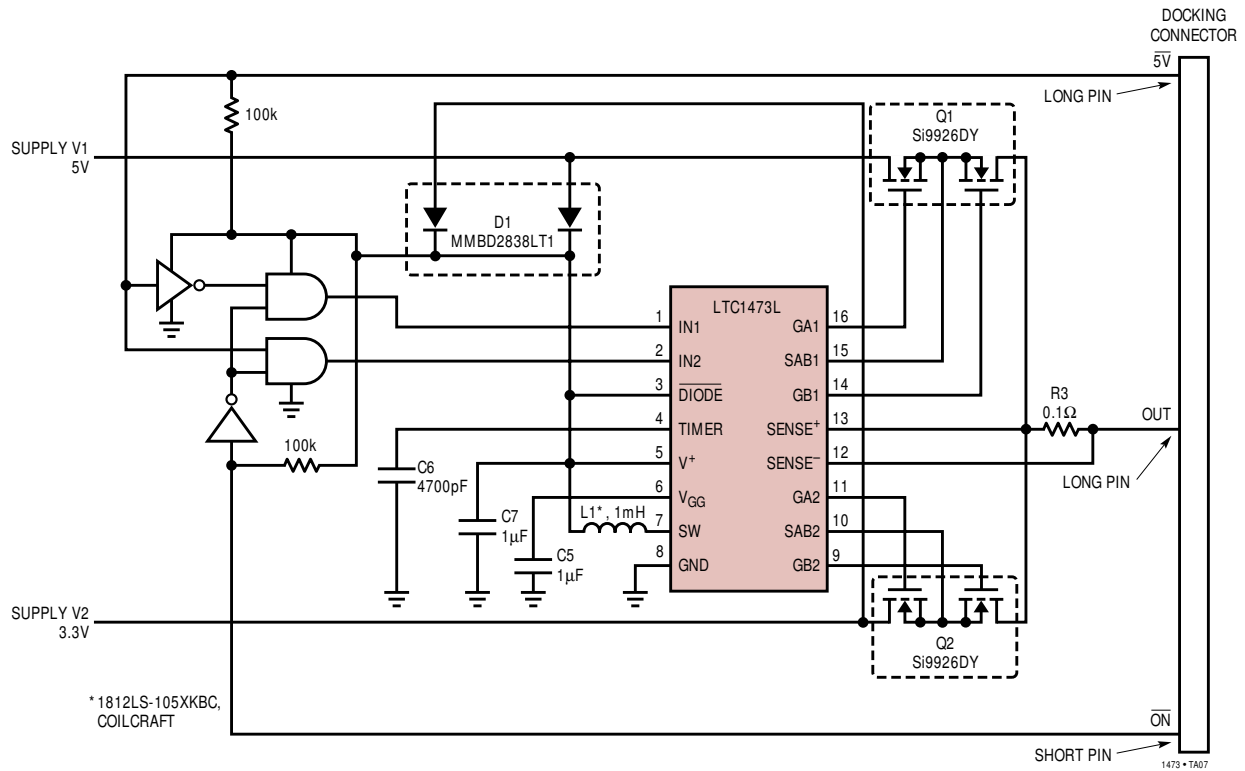 DOCKING
CONNECTOR
5V
LONG PIN
100k
SUPPLY V1
5V
Q1
Si9926DY
D1
MMBD2838LT1
LTC1473L
1 IN1
2 IN2
3 DIODE
4 TIMER
5 V+
6 VGG
7 SW
8 GND
GA1 16
SAB1 15
GB1 14
SENSE+ 13
SENSE– 12
GA2 11
SAB2 10
GB2 9
R3
0.1Ω
OUT
LONG PIN
100k
C6
4700pF
C7
1µF
C5
1µF
L1*, 1mH
SUPPLY V2
3.3V
Q2
Si9926DY
* 1812LS-105XKBC,
COILCRAFT
ON
SHORT PIN
1473 • TA07